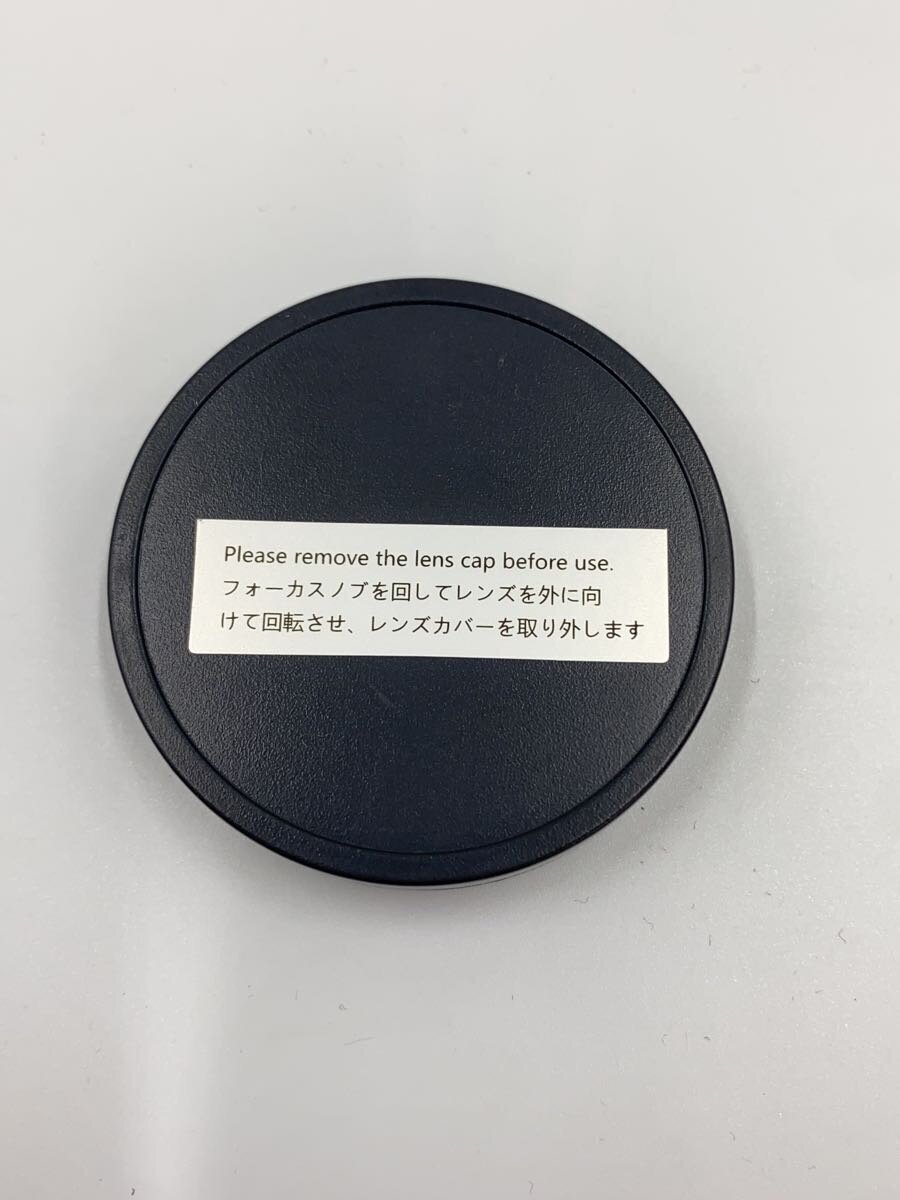 Please remove the lens cap before use.
フォーカスノブを回してレンズを外に向
けて回転させ、レンズカバーを取り外します